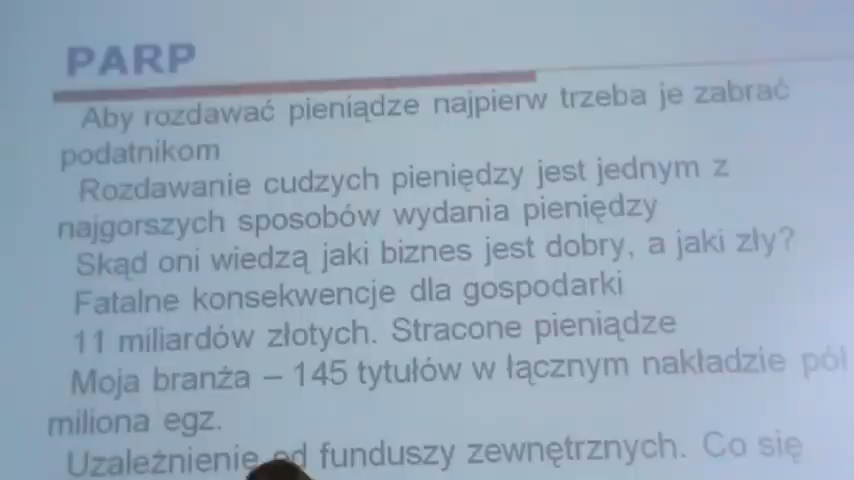 PARP
Aby rozdawać pieniądze najpierw trzeba je zabrać
podatnikom
Rozdawanie cudzych pieniędzy jest jednym z
najgorszych sposobów wydania pieniędzy
Skąd oni wiedzą jaki biznes jest dobry, a jaki zły?
Fatalne konsekwencje dla gospodarki
11 miliardów złotych. Stracone pieniądze
Moja branża – 145 tytułów w łącznym nakładzie pół
miliona egz.
Uzależnienie od funduszy zewnętrznych. Co się